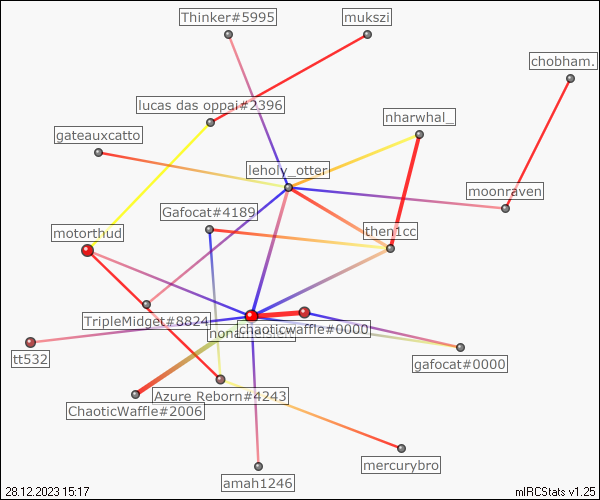 Thinker#5995
mukszi
chobham.
lucas das oppai#2396
nharwhal_
gateauxcatto
leholy_otter
moonraven
Gafocat#4189
motorthud
then1cc
TripleMidget#8824
chaoticwaffle#0000
tt532
gafocat#0000
Azure Reborn#4243
ChaoticWaffle#2006
mercurybro
amah1246
28.12.2023 15:17
mIRCStats v1.25